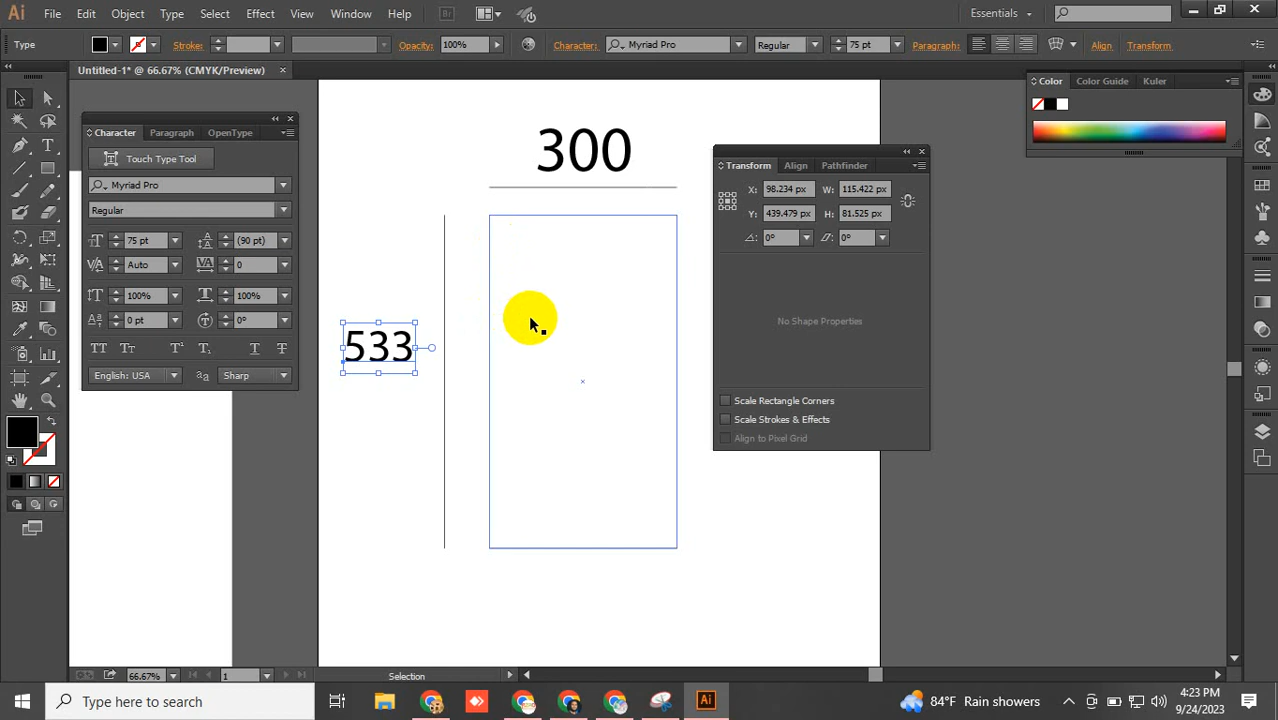 Ai File Edit Object Type Select Effect View Window Help Br Essentials
Type Stroke: Opacity: 100% Character: Myriad Pro Regular 75 pt Paragraph: Align Transform
Untitled-1* @ 66.67% (CMYK/Preview)
Color Color Guide Kuler
Character Paragraph OpenType
Touch Type Tool
Myriad Pro
Regular
75 pt (90 pt)
Auto 0
100% 100%
0 pt 0°
English: USA Sharp
300
533
Transform Align Pathfinder
X: 98.234 px W: 115.422 px
Y: 439.479 px H: 81.525 px
0° 0°
No Shape Properties
Scale Rectangle Corners
Scale Strokes & Effects
Align to Pixel Grid
66.67% 1 Selection
Type here to search
Ai
84°F Rain showers
4:23 PM
9/24/2023